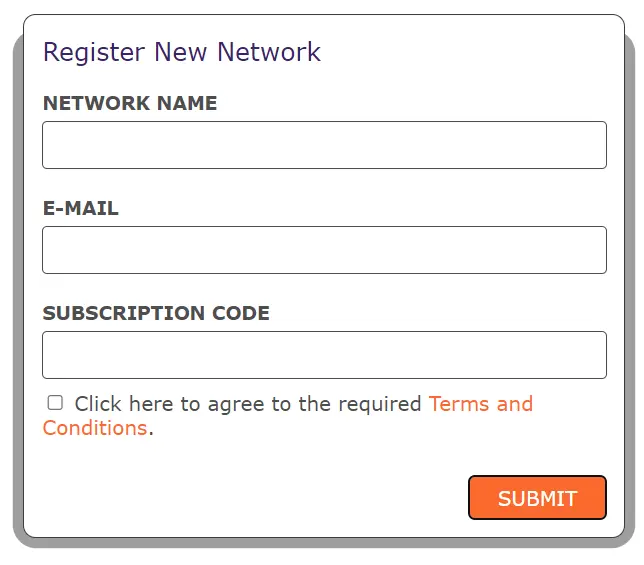 Register New Network
NETWORK NAME
E-MAIL
SUBSCRIPTION CODE
Click here to agree to the required Terms and
Conditions.
SUBMIT